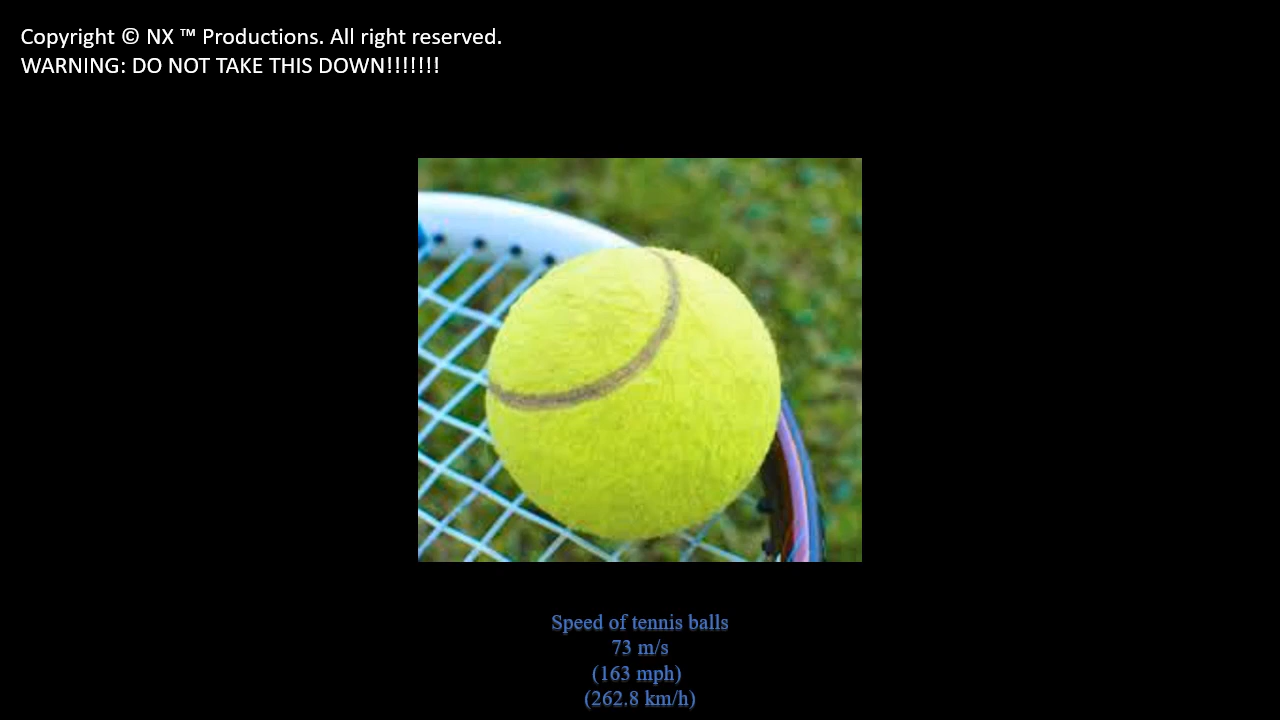 Copyright © NX ™ Productions. All right reserved.
WARNING: DO NOT TAKE THIS DOWN!!!!!!!
Speed of tennis balls
73 m/s
(163 mph)
(262.8 km/h)